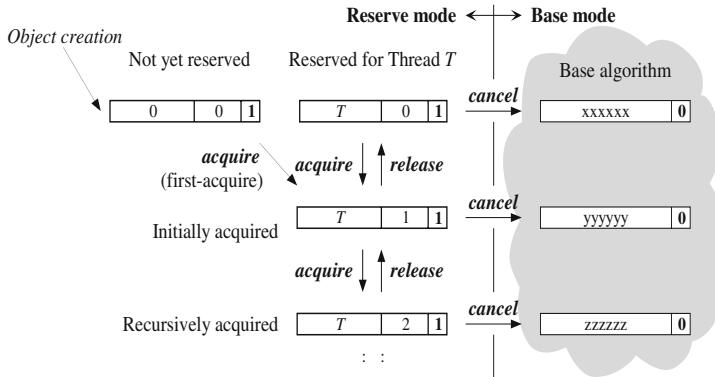 Reserve mode Base mode
Object creation
Not yet reserved Reserved for Thread T
Base algorithm
0 0 1 T 0 1 cancel xxxxxx 0
acquire
(first-acquire)
acquire release
Initially acquired T 1 1 cancel yyyyyy 0
acquire release
Recursively acquired T 2 1 cancel zzzzzz 0
: :